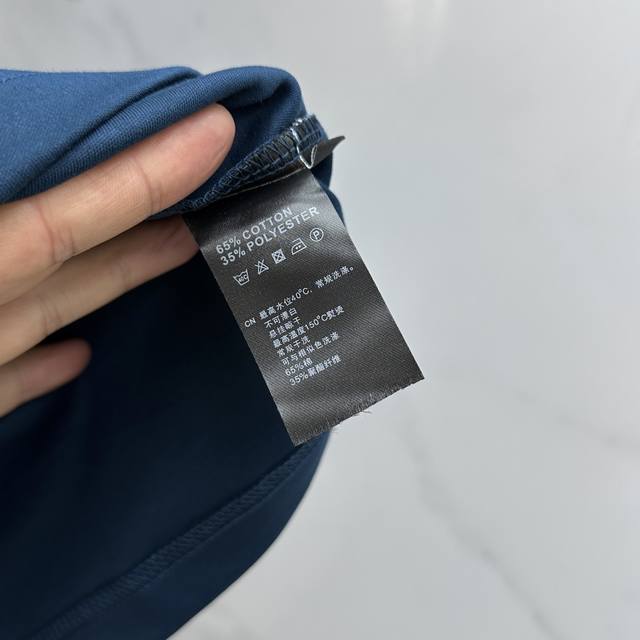 65% COTTON
35% POLYESTER
CN 最高水位40°C，常规洗涤。
不可漂白
悬挂晾干
最高温度150°C熨烫
常规干洗
可与相似色洗涤
65%棉
35%聚酯纤维